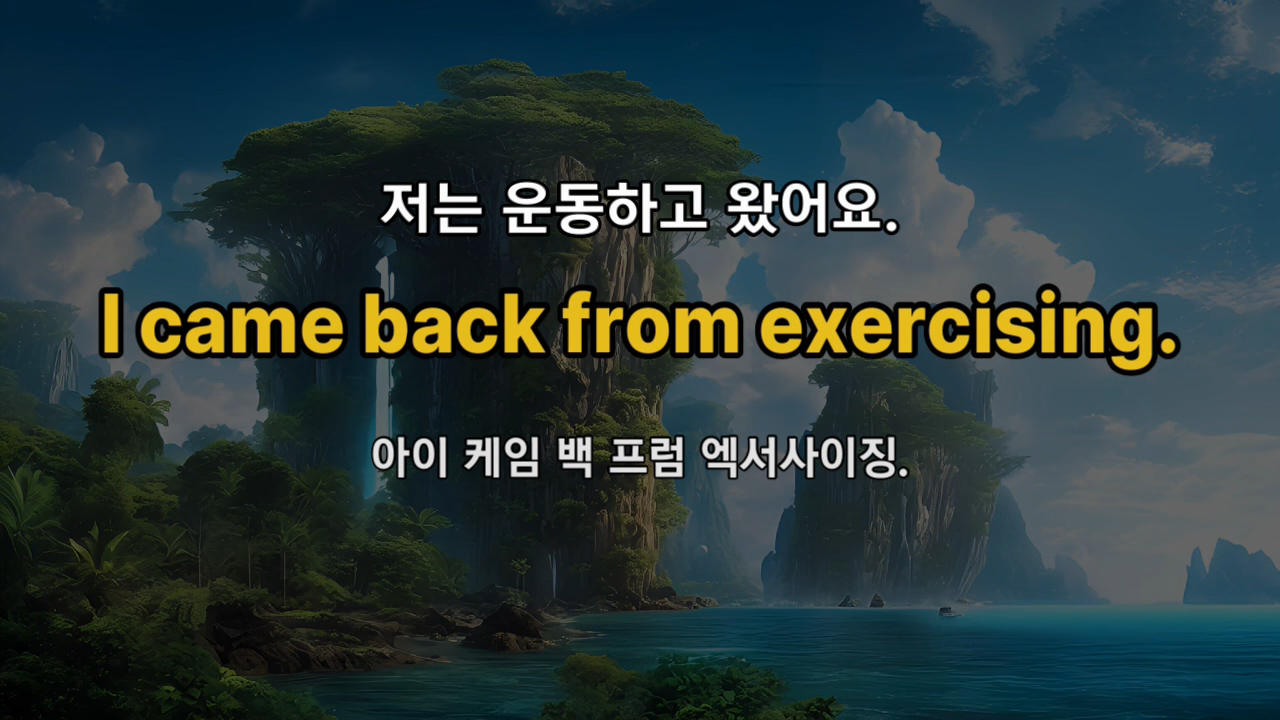 저는 운동하고 왔어요.
I came back from exercising.
아이 케임 백 프럼 엑서사이징.